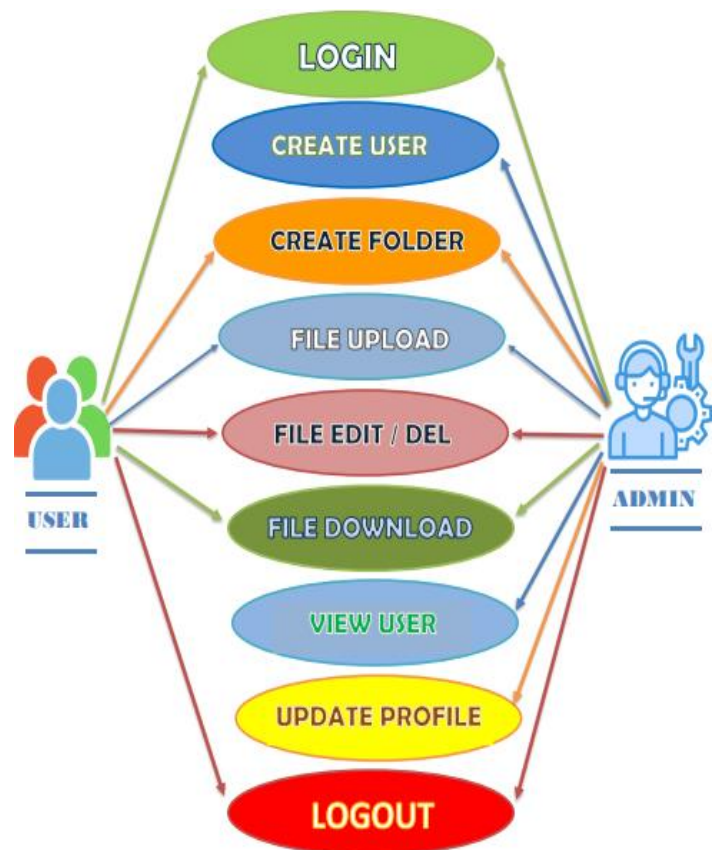 LOGIN
CREATE USER
CREATE FOLDER
FILE UPLOAD
FILE EDIT / DEL
USER
ADMIN
FILE DOWNLOAD
VIEW USER
UPDATE PROFILE
LOGOUT